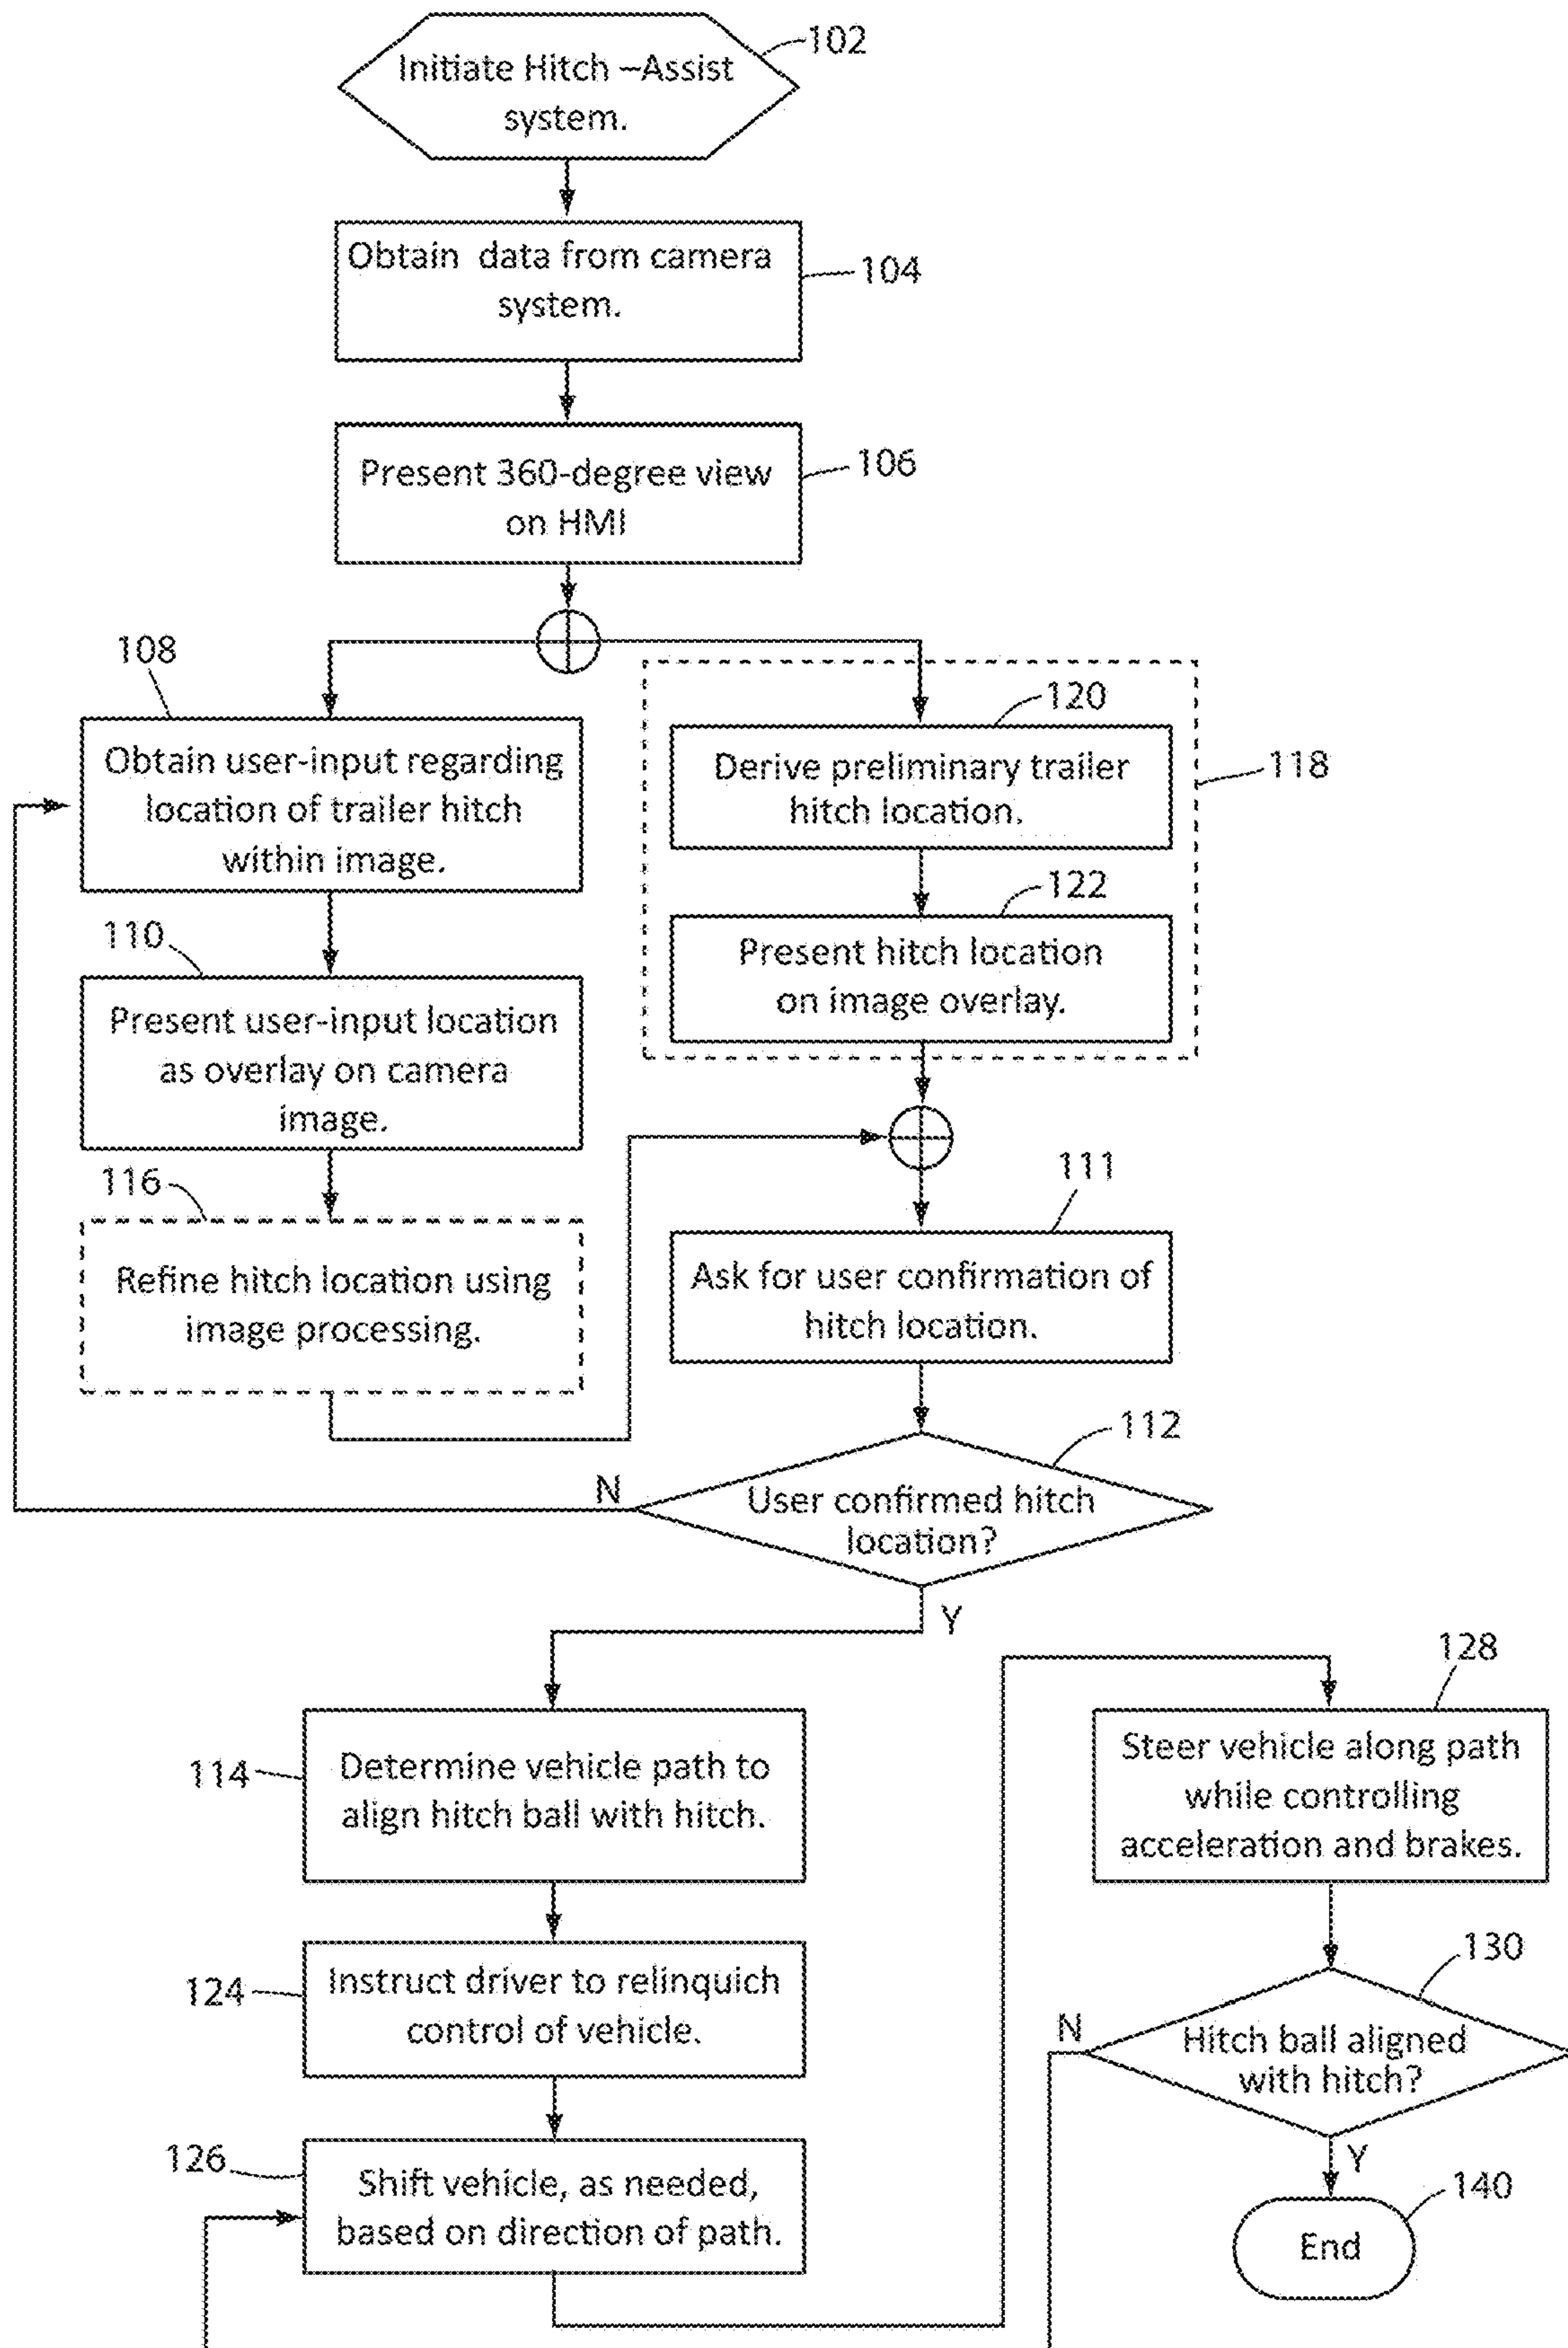 102
Initiate Hitch –Assist
system.
Obtain data from camera
system.
104
Present 360-degree view
on HMI
106
108
Obtain user-input regarding
location of trailer hitch
within image.
120
Derive preliminary trailer
hitch location.
118
122
Present hitch location
on image overlay.
110
Present user-input location
as overlay on camera
image.
116
Refine hitch location using
image processing.
111
Ask for user confirmation of
hitch location.
112
User confirmed hitch
location?
N
Y
114
Determine vehicle path to
align hitch ball with hitch.
124
Instruct driver to relinquich
control of vehicle.
126
Shift vehicle, as needed,
based on direction of path.
128
Steer vehicle along path
while controlling
acceleration and brakes.
130
Hitch ball aligned
with hitch?
N
Y
140
End